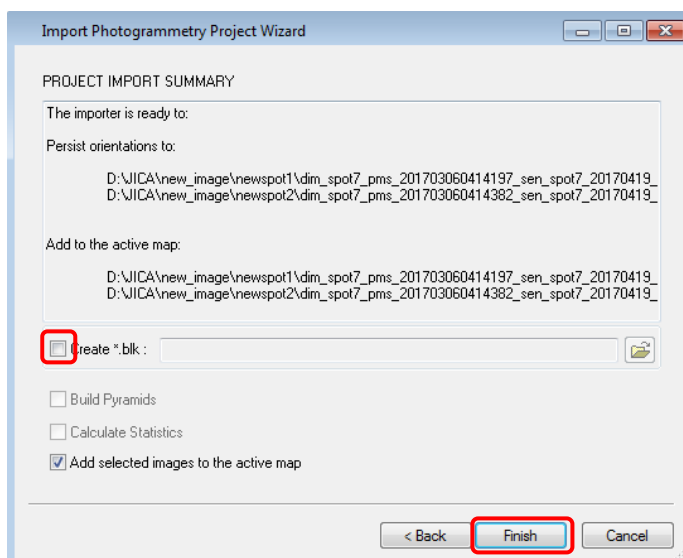 Import Photogrammetry Project Wizard
PROJECT IMPORT SUMMARY
The importer is ready to:
Persist orientations to:
D:\JICA\new_image\newspot1\dim_spot7_pms_201703060414197_sen_spot7_20170419_
D:\JICA\new_image\newspot2\dim_spot7_pms_201703060414382_sen_spot7_20170419_
Add to the active map:
D:\JICA\new_image\newspot1\dim_spot7_pms_201703060414197_sen_spot7_20170419_
D:\JICA\new_image\newspot2\dim_spot7_pms_201703060414382_sen_spot7_20170419_
Create *.blk :
Build Pyramids
Calculate Statistics
Add selected images to the active map
< Back Finish Cancel